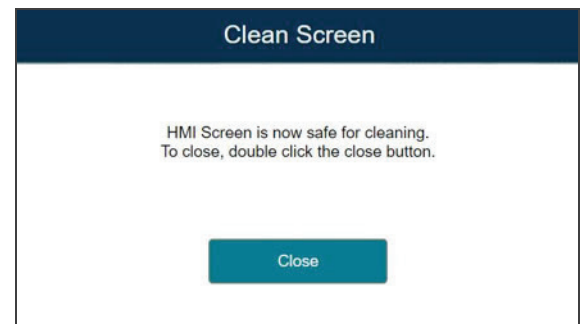 Clean Screen
HMI Screen is now safe for cleaning.
To close, double click the close button.
Close